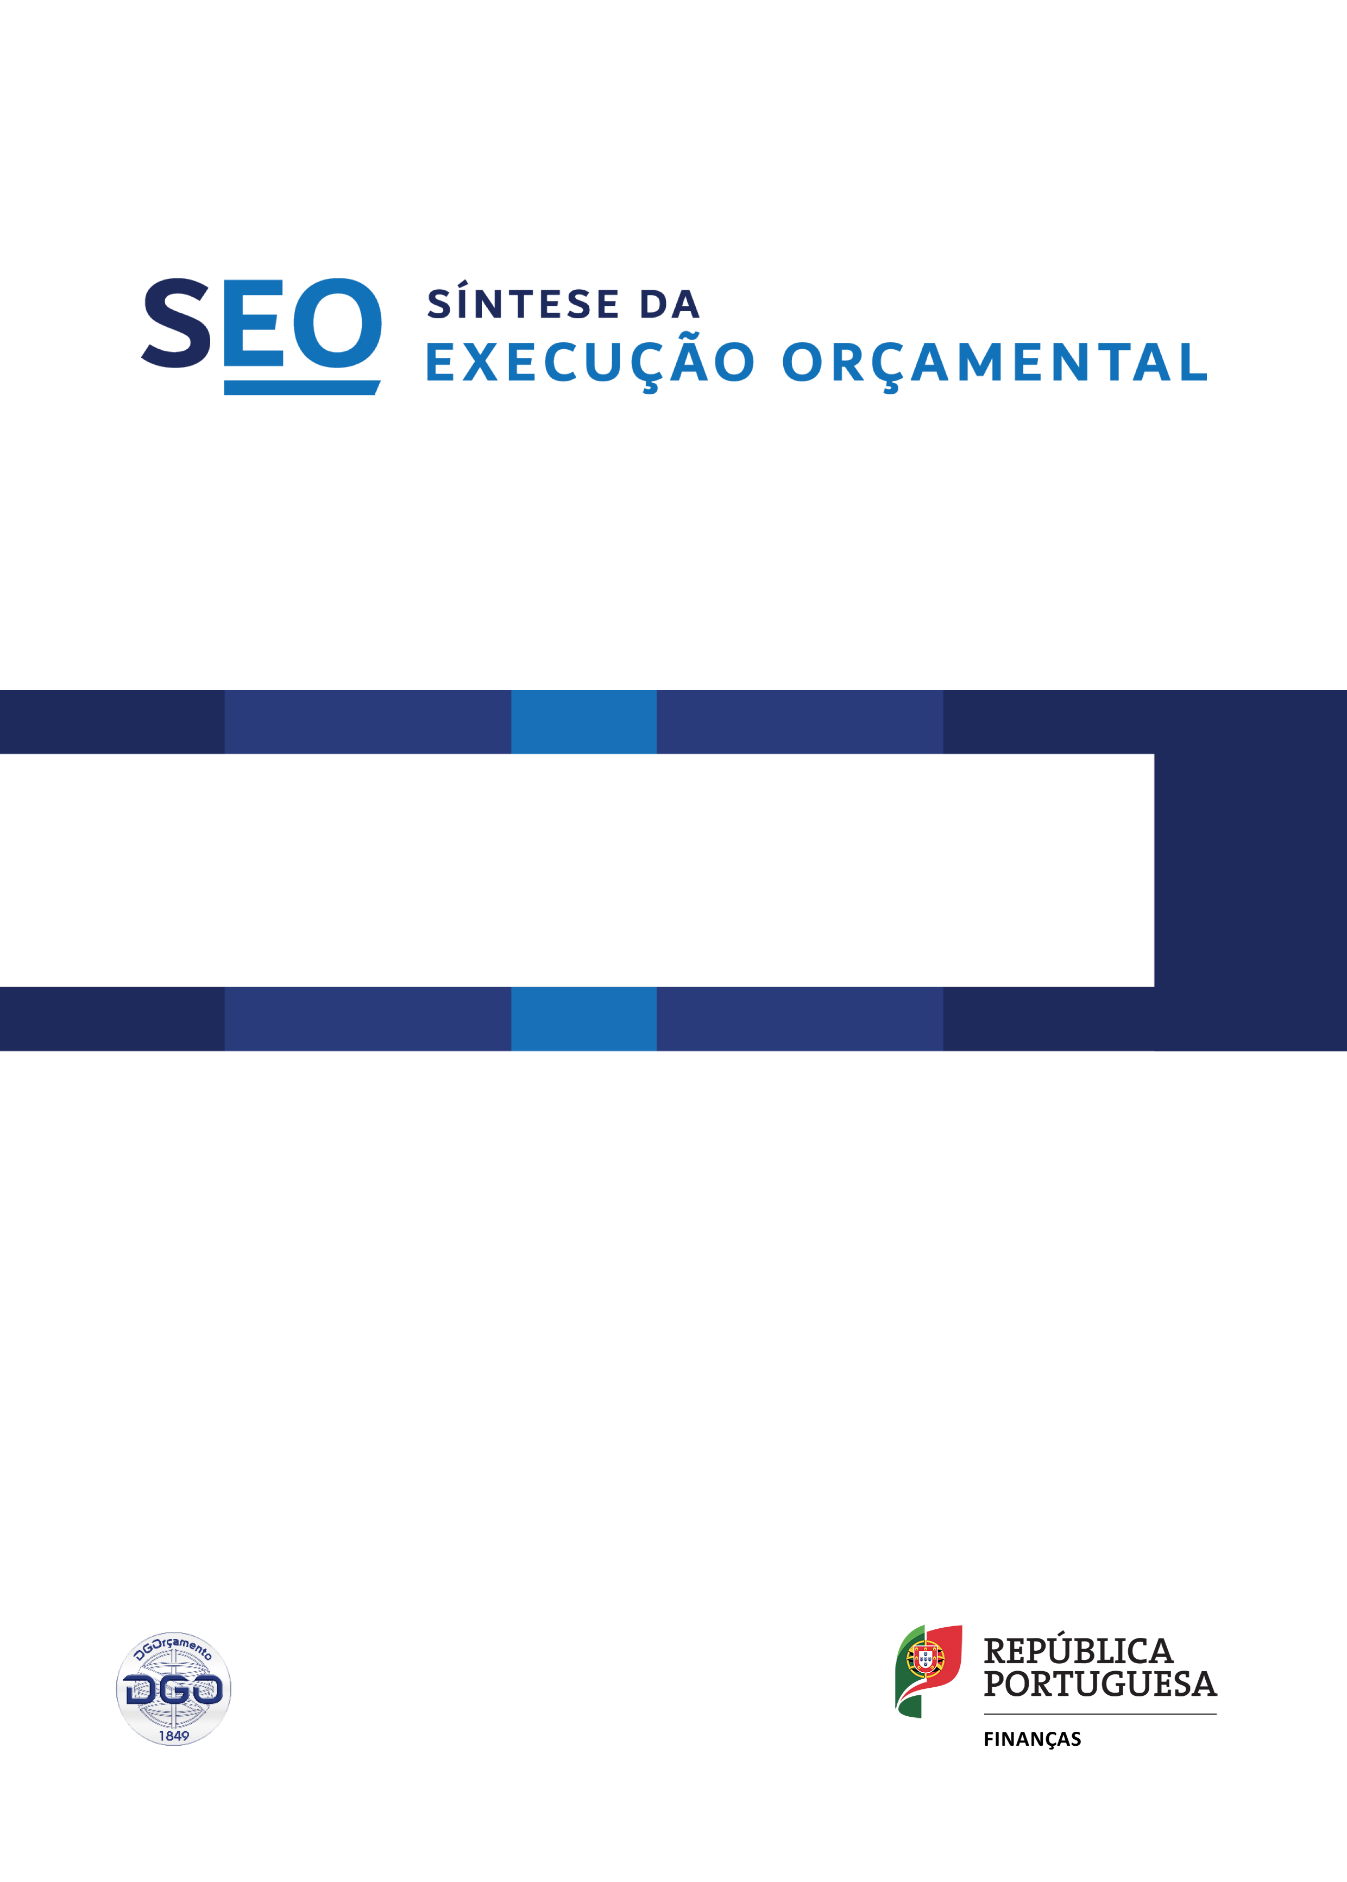 SEO SÍNTESE DA
EXECUÇÃO ORÇAMENTAL
DGOrçamento
DGO
1849
REPÚBLICA
PORTUGUESA
FINANÇAS